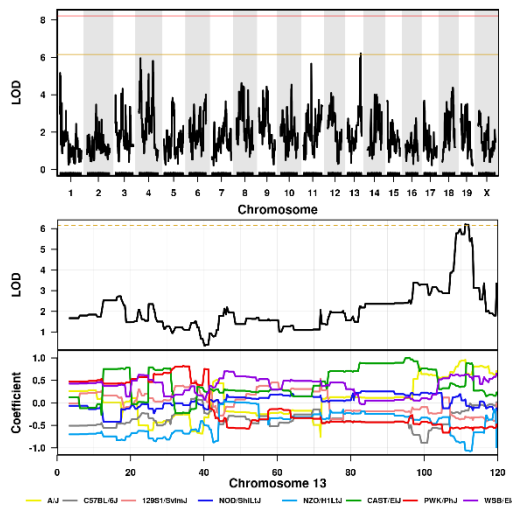 8
6
4
2
0
LOD
1 2 3 4 5 6 7 8 9 10 11 12 13 14 15 16 17 18 19 X
Chromosome
6
5
4
3
2
1
LOD
1.0
0.5
0.0
-0.5
-1.0
Coefficient
0 20 40 60 80 100 120
Chromosome 13
A/J C57BL/6J 129S1/SvImJ NOD/ShiLtJ NZO/H1LtJ CAST/EiJ PWK/PhJ WSB/EiJ